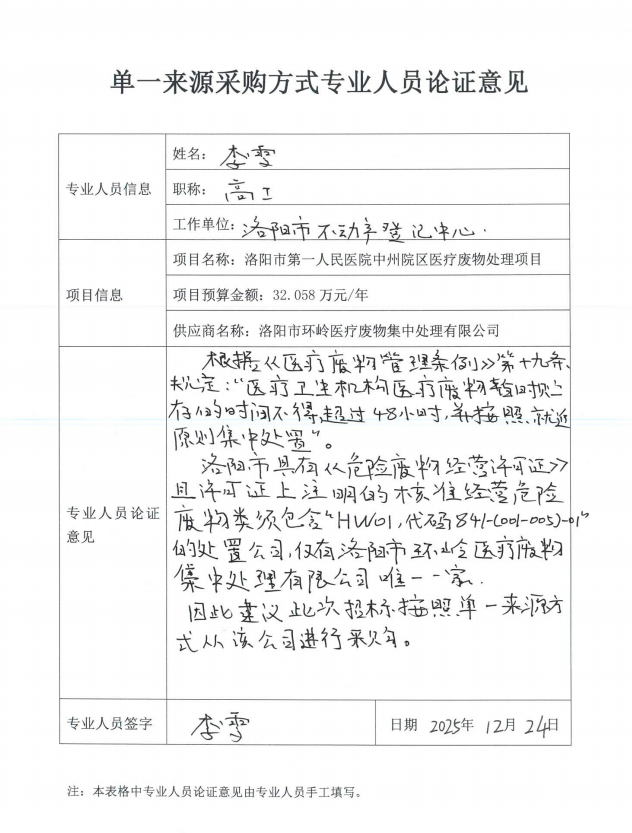 单一来源采购方式专业人员论证意见
专业人员信息
姓名：李雪
职称：高工
工作单位：洛阳市不动产登记中心.
项目信息
项目名称：洛阳市第一人民医院中州院区医疗废物处理项目
项目预算金额：32.058 万元/年
供应商名称：洛阳市环岭医疗废物集中处理有限公司
专业人员论证
意见
根据《医疗废物管理条例》第十九条
规定："医疗卫生机构医疗废物暂时贮
存的时间不得超过48小时，并按照就近
原则集中处置"。
洛阳市具有《危险废物经营许可证》
且许可证上注明的核准经营危险
废物类须包含"HW01，代码841-(001-005)-01"
的处置公司，仅有洛阳市环岭医疗废物
集中处理有限公司唯一一家.
因此建议此次招标按照单一来源方
式从该公司进行采购。
专业人员签字
李雪
日期 2025年 12月 24日
注：本表格中专业人员论证意见由专业人员手工填写。